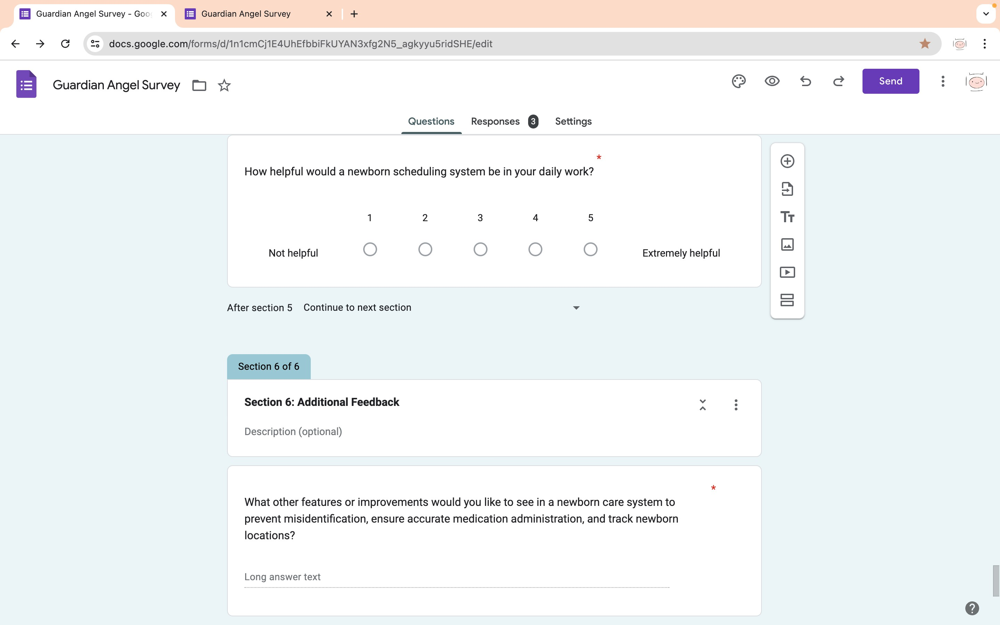 Guardian Angel Survey - Goo
Guardian Angel Survey
docs.google.com/forms/d/1n1cmCj1E4UhEfbbiFkUYAN3xfg2N5_agkyyu5ridSHE/edit
Guardian Angel Survey
Send
Questions Responses 3 Settings
*
How helpful would a newborn scheduling system be in your daily work?
1 2 3 4 5
Not helpful Extremely helpful
After section 5 Continue to next section
Section 6 of 6
Section 6: Additional Feedback
Description (optional)
*
What other features or improvements would you like to see in a newborn care system to
prevent misidentification, ensure accurate medication administration, and track newborn
locations?
Long answer text